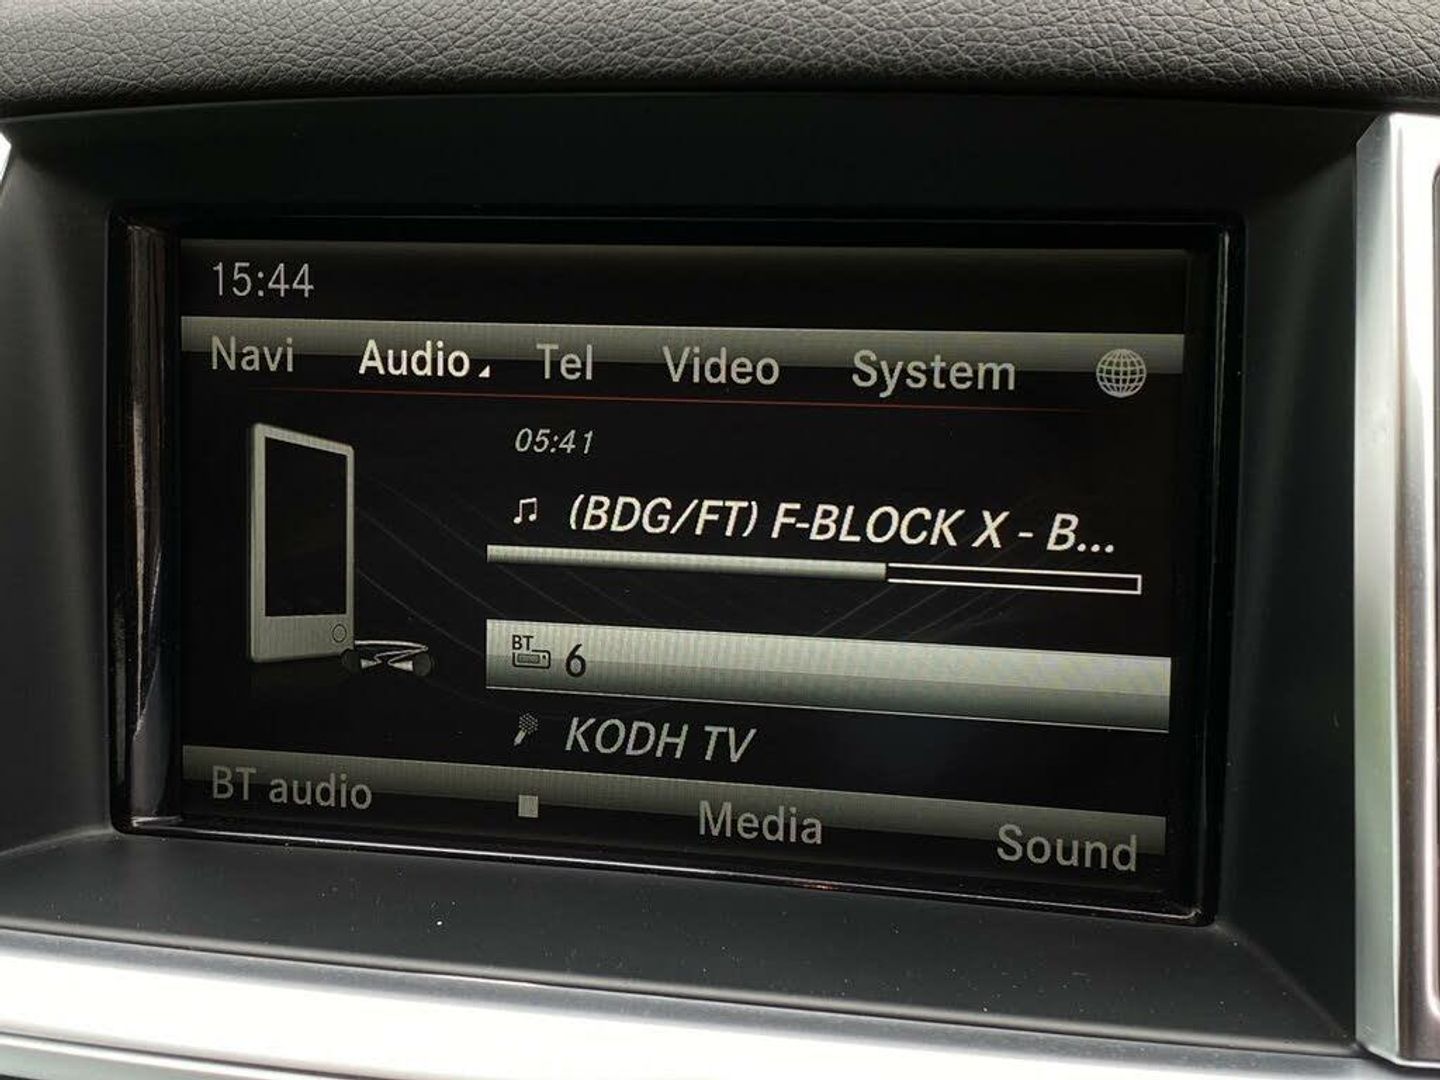 15:44
Navi Audio Tel Video System
05:41
(BDG/FT) F-BLOCK X - B...
BT 6
KODH TV
BT audio Media Sound